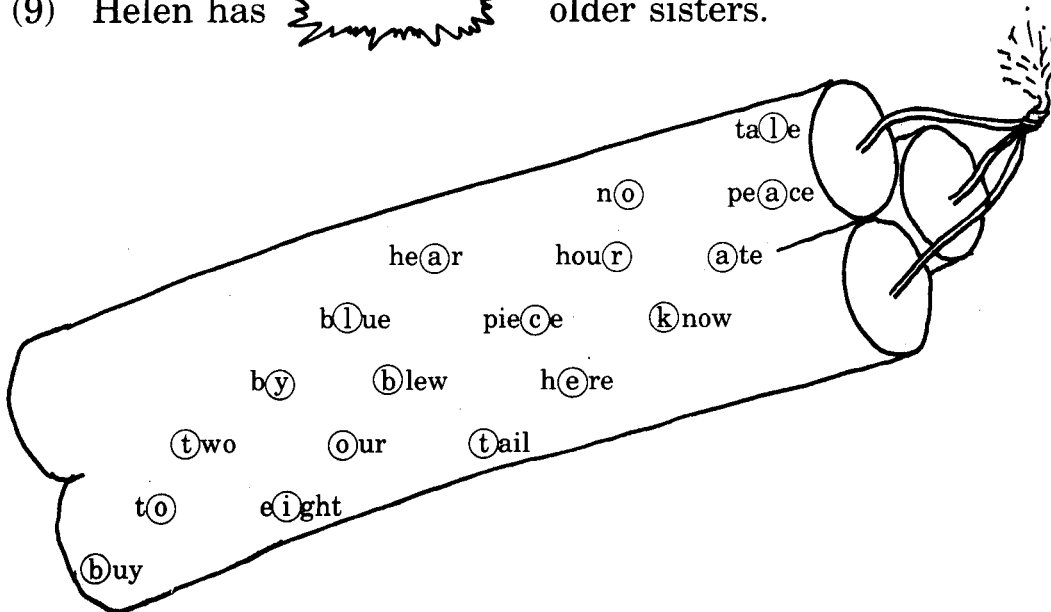 (9) Helen has older sisters.
tale
no peace
hear hour ate
blue piece know
by blew here
two our tail
to eight
buy